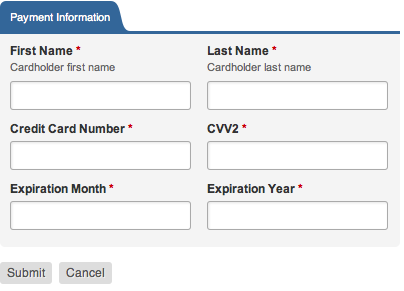 Payment Information
First Name * Last Name *
Cardholder first name Cardholder last name
Credit Card Number * CVV2 *
Expiration Month * Expiration Year *
Submit Cancel